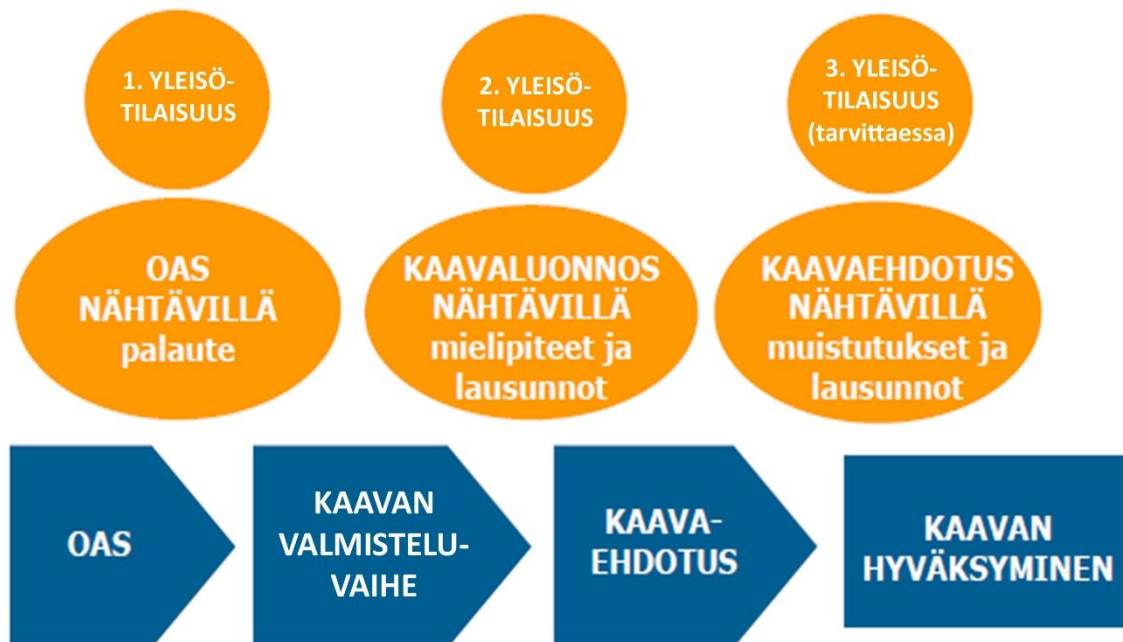 1. YLEISÖ-
TILAISUUS
2. YLEISÖ-
TILAISUUS
3. YLEISÖ-
TILAISUUS
(tarvittaessa)
OAS
NÄHTÄVILLÄ
palaute
KAAVALUONNOS
NÄHTÄVILLÄ
mielipiteet ja
lausunnot
KAAVAEHDOTUS
NÄHTÄVILLÄ
muistutukset ja
lausunnot
OAS
KAAVAN
VALMISTELU-
VAIHE
KAAVA-
EHDOTUS
KAAVAN
HYVÄKSYMINEN